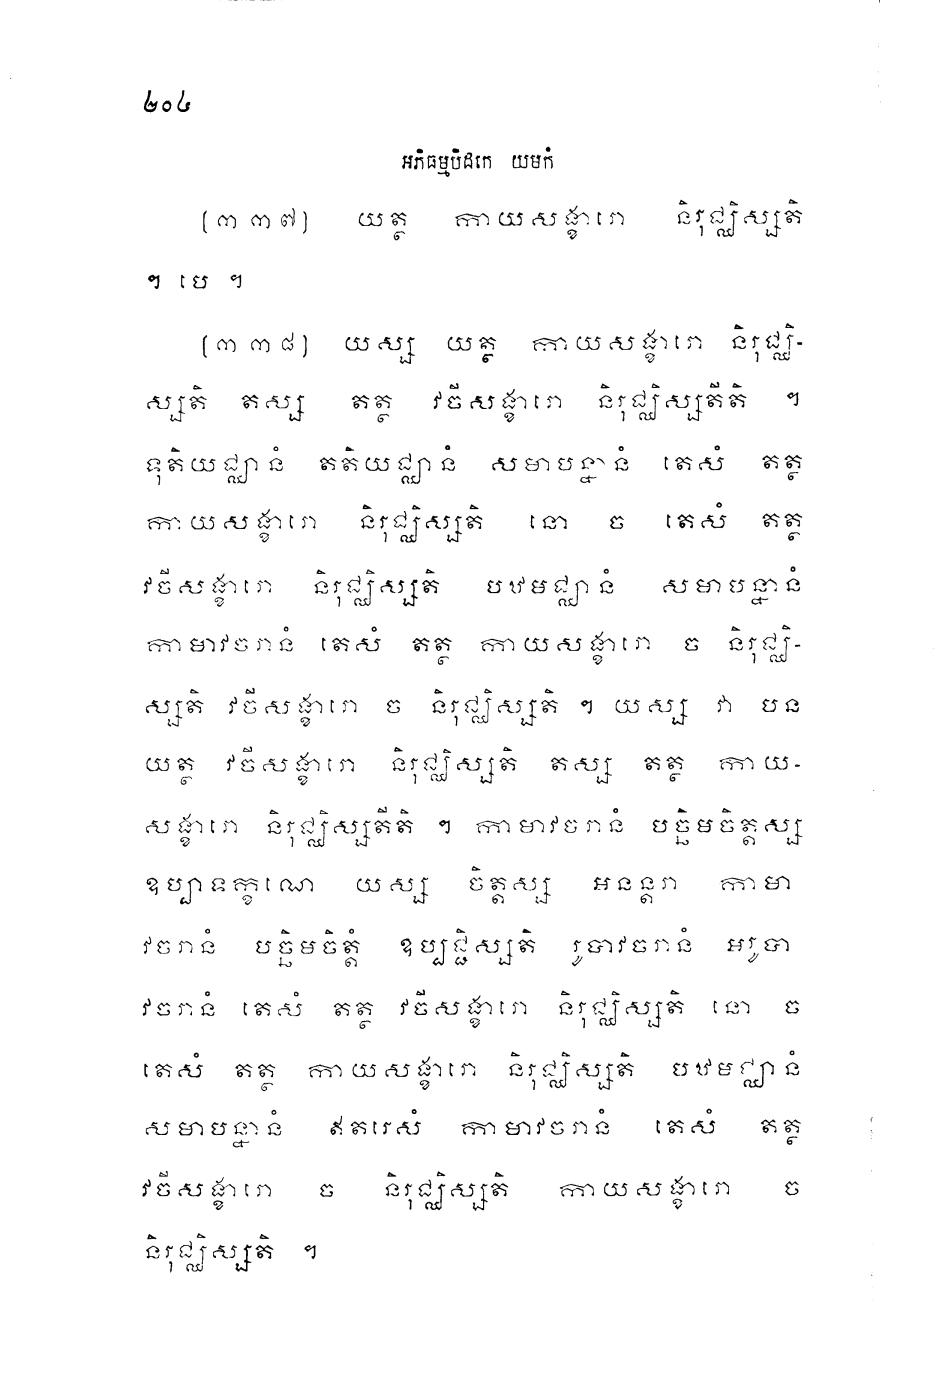 ២០៤
អភិធម្មបិដកេ យមកំ
(៣៣៧) យត្ថ កាយសង្ខារោ និរុជ្ឈិស្សតិ
ៗ បេ ៗ
(៣៣៨) យស្ស យត្ថ កាយសង្ខារោ និរុជ្ឈិ-
ស្សតិ តស្ស តត្ថ វចីសង្ខារោ និរុជ្ឈិស្សតីតិ ៗ
ទុតិយជ្ឈានំ តតិយជ្ឈានំ សមាបន្នានំ តេសំ តត្ថ
កាយសង្ខារោ និរុជ្ឈិស្សតិ នោ ច តេសំ តត្ថ
វចីសង្ខារោ និរុជ្ឈិស្សតិ បឋមជ្ឈានំ សមាបន្នានំ
កាមាវចរានំ តេសំ តត្ថ កាយសង្ខារោ ច និរុជ្ឈិ-
ស្សតិ វចីសង្ខារោ ច និរុជ្ឈិស្សតិ ៗ យស្ស វា បន
យត្ថ វចីសង្ខារោ និរុជ្ឈិស្សតិ តស្ស តត្ថ កាយ-
សង្ខារោ និរុជ្ឈិស្សតីតិ ៗ កាមាវចរានំ បច្ឆិមចិត្តស្ស
ឧប្បាទក្ខណេ យស្ស ចិត្តស្ស អនន្តរា កាមា
វចរានំ បច្ឆិមចិត្តំ ឧប្បជ្ជិស្សតិ រូបាវចរានំ អរូបា
វចរានំ តេសំ តត្ថ វចីសង្ខារោ និរុជ្ឈិស្សតិ នោ ច
តេសំ តត្ថ កាយសង្ខារោ និរុជ្ឈិស្សតិ បឋមជ្ឈានំ
សមាបន្នានំ ឥតរេសំ កាមាវចរានំ តេសំ តត្ថ
វចីសង្ខារោ ច និរុជ្ឈិស្សតិ កាយសង្ខារោ ច
និរុជ្ឈិស្សតិ ៗ